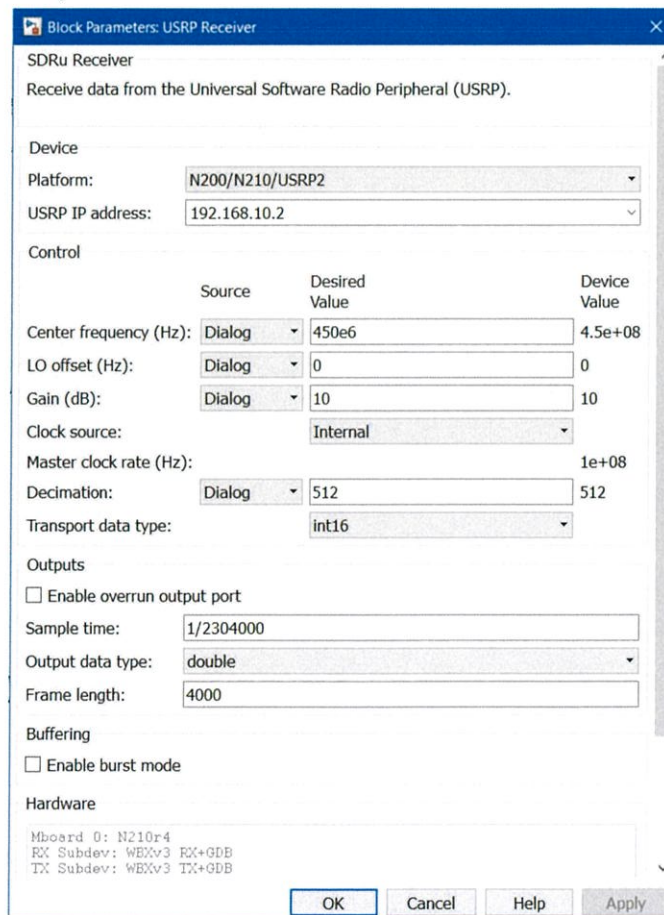 Block Parameters: USRP Receiver
SDRu Receiver
Receive data from the Universal Software Radio Peripheral (USRP).
Device
Platform: N200/N210/USRP2
USRP IP address: 192.168.10.2
Control
Source Desired Value Device Value
Center frequency (Hz): Dialog 450e6 4.5e+08
LO offset (Hz): Dialog 0 0
Gain (dB): Dialog 10 10
Clock source: Internal
Master clock rate (Hz): 1e+08
Decimation: Dialog 512 512
Transport data type: int16
Outputs
Enable overrun output port
Sample time: 1/2304000
Output data type: double
Frame length: 4000
Buffering
Enable burst mode
Hardware
Mboard 0: N210r4
RX Subdev: WBXv3 RX+GDB
TX Subdev: WBXv3 TX+GDB
OK Cancel Help Apply